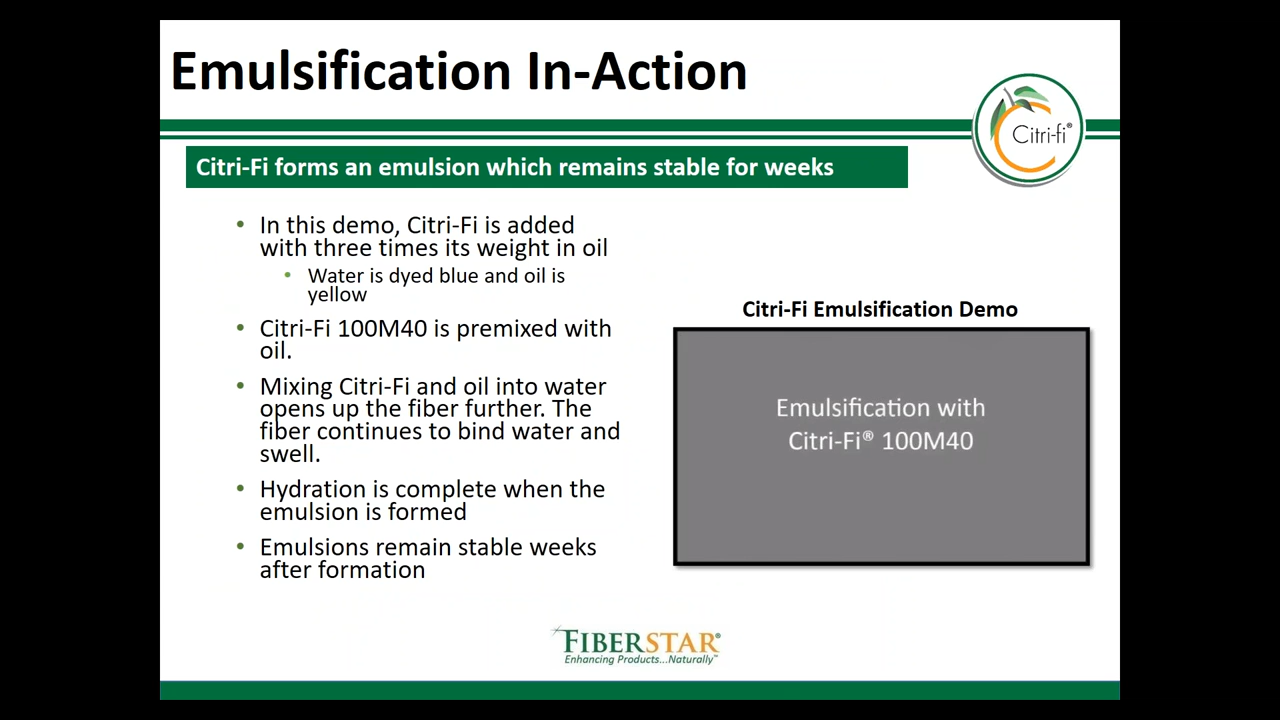 Emulsification In-Action
Citri-fi®
Citri-Fi forms an emulsion which remains stable for weeks
• In this demo, Citri-Fi is added
with three times its weight in oil
• Water is dyed blue and oil is
yellow
• Citri-Fi 100M40 is premixed with
oil.
• Mixing Citri-Fi and oil into water
opens up the fiber further. The
fiber continues to bind water and
swell.
• Hydration is complete when the
emulsion is formed
• Emulsions remain stable weeks
after formation
Citri-Fi Emulsification Demo
Emulsification with
Citri-Fi® 100M40
FIBERSTAR®
Enhancing Products...Naturally™